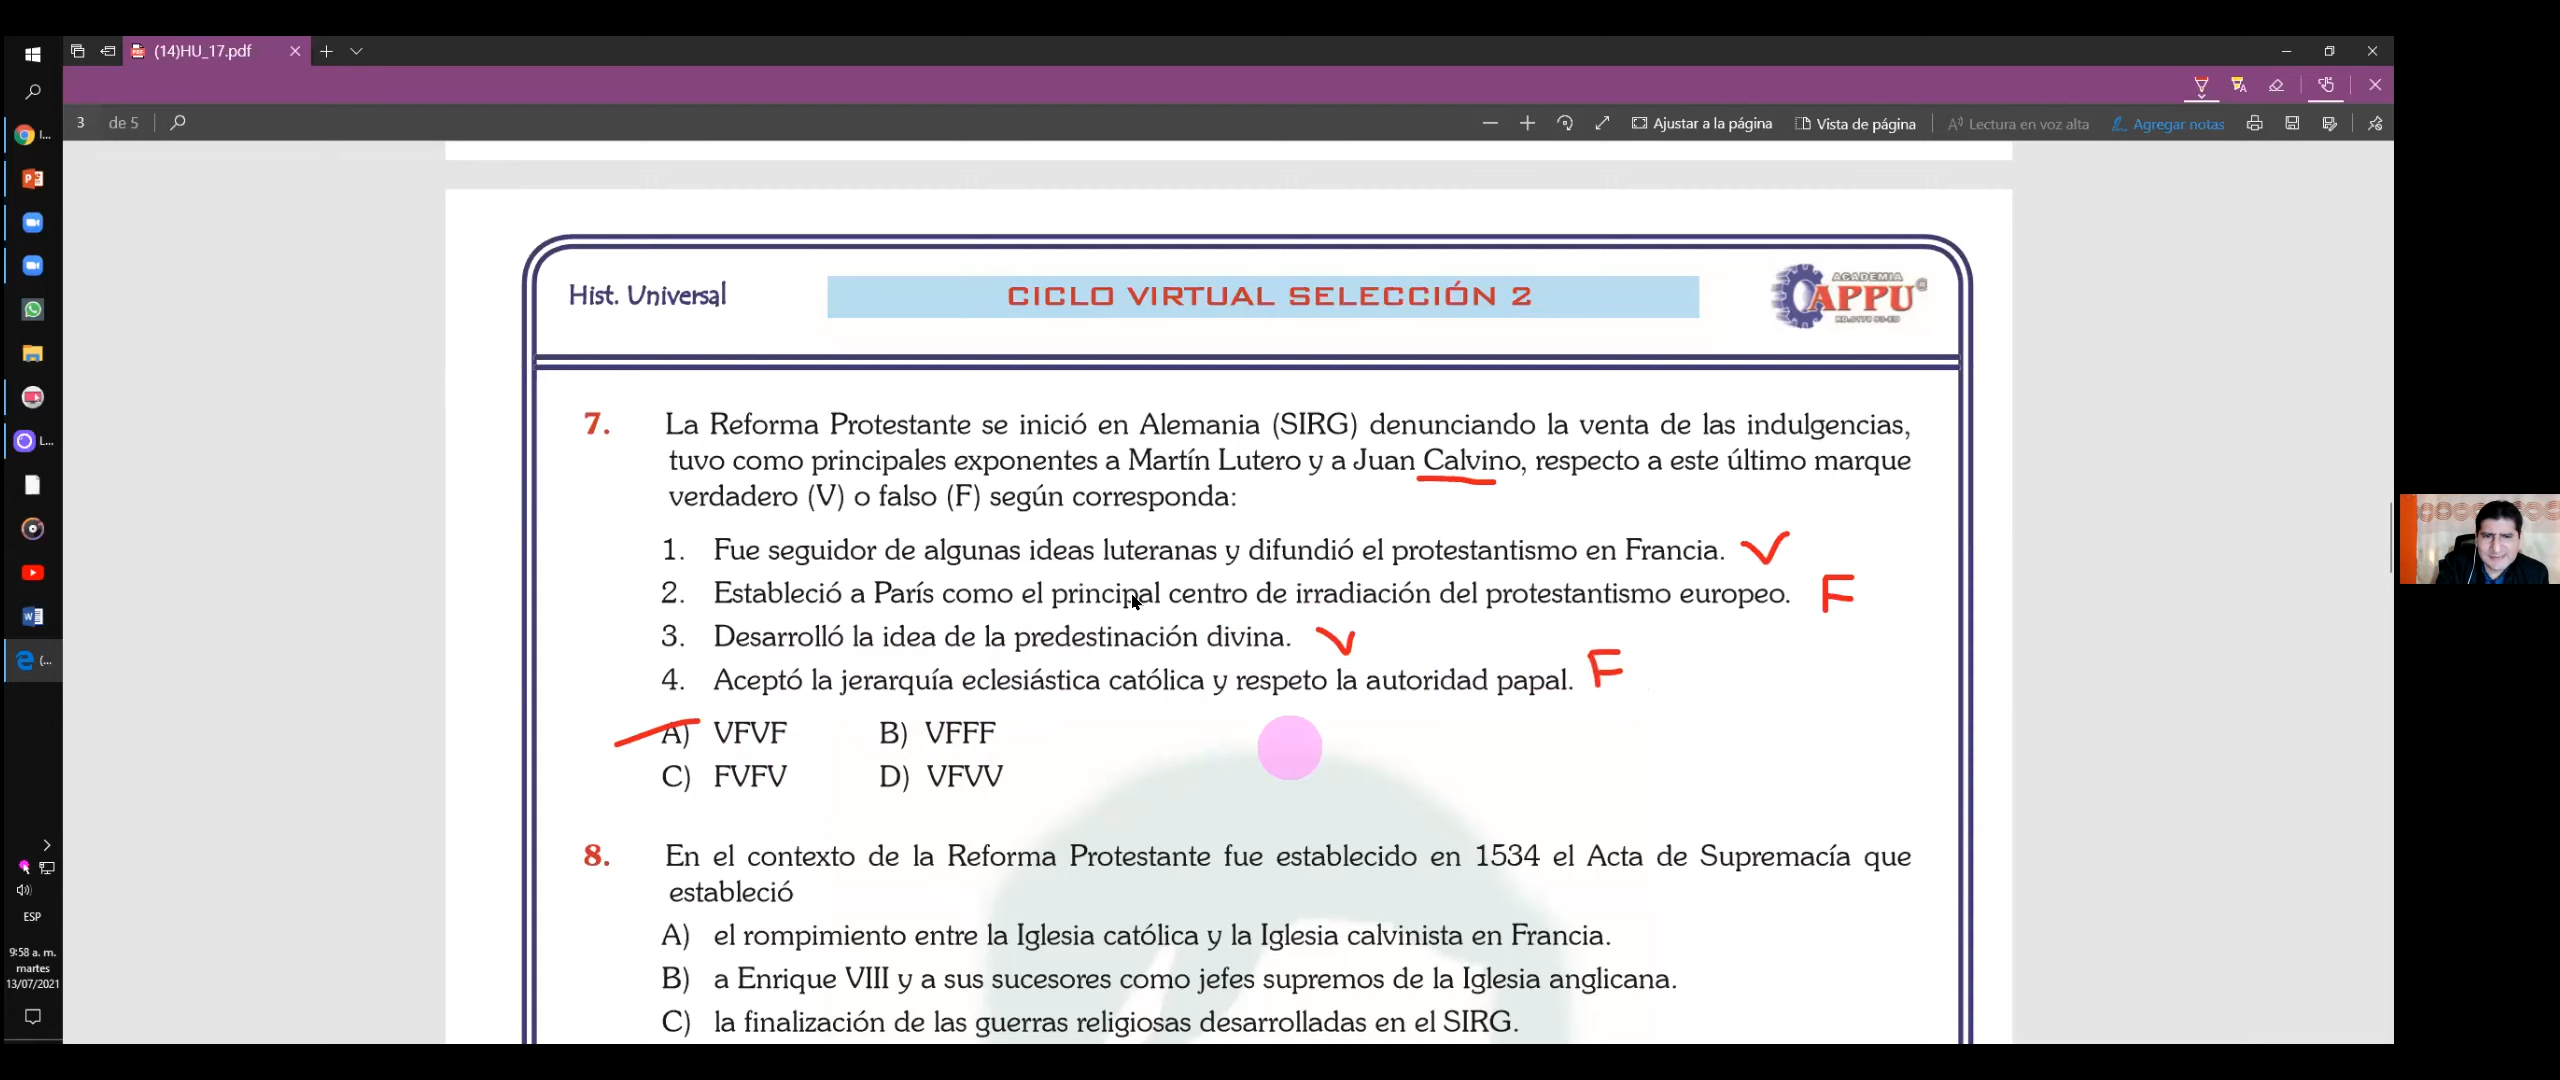 (14)HU_17.pdf
3 de 5
Ajustar a la página
Vista de página
Lectura en voz alta
Agregar notas
Hist. Universal
CICLO VIRTUAL SELECCIÓN 2
ACADEMIA
APPU
7. La Reforma Protestante se inició en Alemania (SIRG) denunciando la venta de las indulgencias,
tuvo como principales exponentes a Martín Lutero y a Juan Calvino, respecto a este último marque
verdadero (V) o falso (F) según corresponda:
1. Fue seguidor de algunas ideas luteranas y difundió el protestantismo en Francia. V
2. Estableció a París como el principal centro de irradiación del protestantismo europeo. F
3. Desarrolló la idea de la predestinación divina. V
4. Aceptó la jerarquía eclesiástica católica y respeto la autoridad papal. F
A) VFVF B) VFFF
C) FVFV D) VFVV
8. En el contexto de la Reforma Protestante fue establecido en 1534 el Acta de Supremacía que
estableció
A) el rompimiento entre la Iglesia católica y la Iglesia calvinista en Francia.
B) a Enrique VIII y a sus sucesores como jefes supremos de la Iglesia anglicana.
C) la finalización de las guerras religiosas desarrolladas en el SIRG.
I...
L...
(...
ESP
9:58 a. m.
martes
13/07/2021